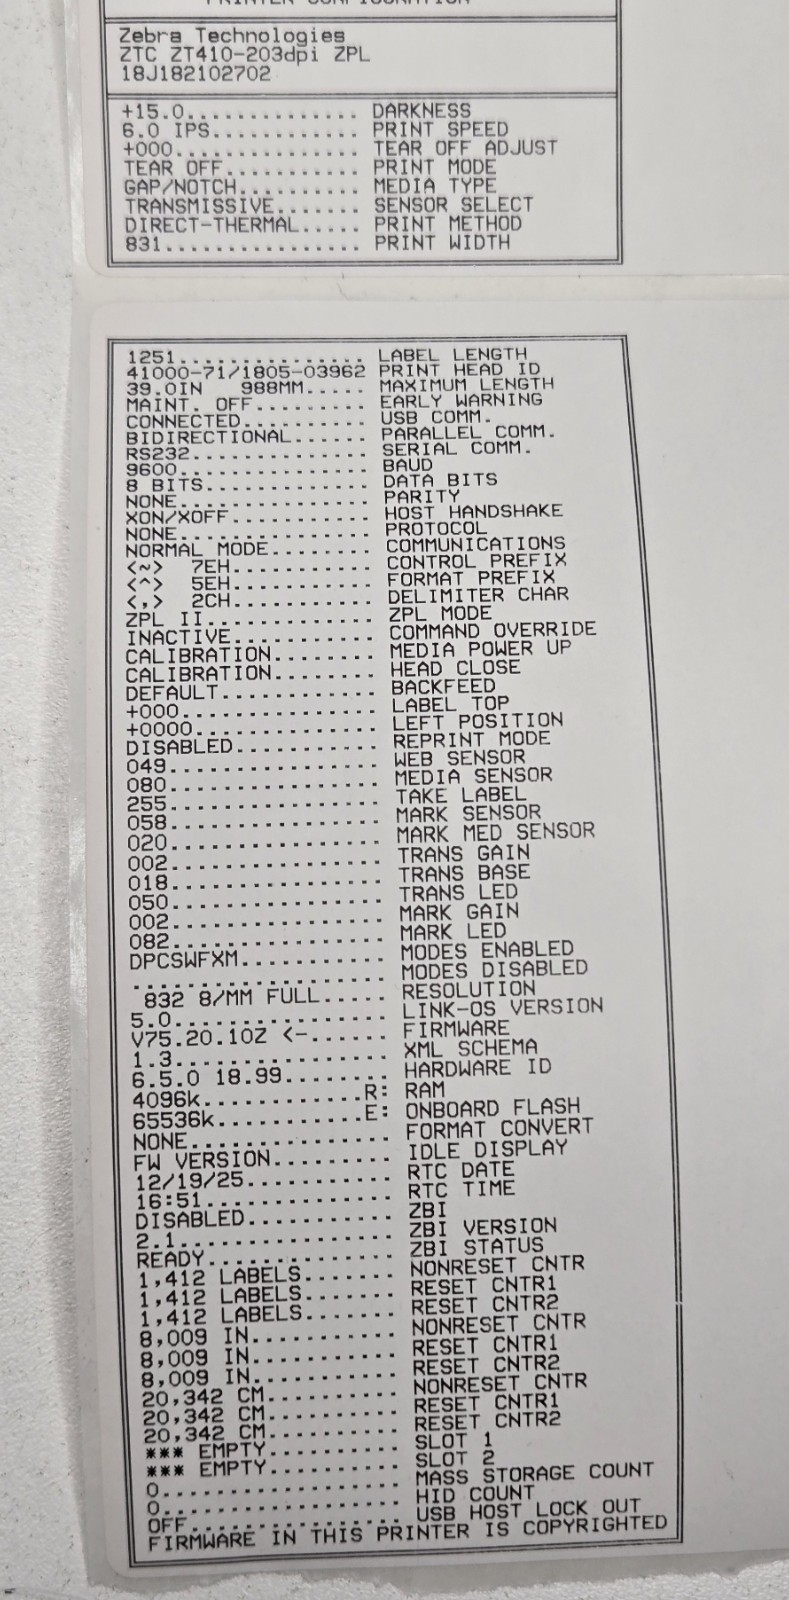 PRINTER CONFIGURATION
Zebra Technologies
ZTC ZT410-203dpi ZPL
18J182102702
+15.0.............. DARKNESS
6.0 IPS............ PRINT SPEED
+000............... TEAR OFF ADJUST
TEAR OFF........... PRINT MODE
GAP/NOTCH.......... MEDIA TYPE
TRANSMISSIVE....... SENSOR SELECT
DIRECT-THERMAL..... PRINT METHOD
831................ PRINT WIDTH
1251............... LABEL LENGTH
41000-71/1805-03962 PRINT HEAD ID
39.0IN   988MM..... MAXIMUM LENGTH
MAINT. OFF......... EARLY WARNING
CONNECTED.......... USB COMM.
BIDIRECTIONAL...... PARALLEL COMM.
RS232.............. SERIAL COMM.
9600............... BAUD
8 BITS............. DATA BITS
NONE............... PARITY
XON/XOFF........... HOST HANDSHAKE
NONE............... PROTOCOL
NORMAL MODE........ COMMUNICATIONS
<~>  7EH........... CONTROL PREFIX
<^>  5EH........... FORMAT PREFIX
<,>  2CH........... DELIMITER CHAR
ZPL II............. ZPL MODE
INACTIVE........... COMMAND OVERRIDE
CALIBRATION........ MEDIA POWER UP
CALIBRATION........ HEAD CLOSE
DEFAULT............ BACKFEED
+000............... LABEL TOP
+0000.............. LEFT POSITION
DISABLED........... REPRINT MODE
049................ WEB SENSOR
080................ MEDIA SENSOR
255................ TAKE LABEL
058................ MARK SENSOR
020................ MARK MED SENSOR
002................ TRANS GAIN
018................ TRANS BASE
050................ TRANS LED
002................ MARK GAIN
082................ MARK LED
DPCSWFXM........... MODES ENABLED
................... MODES DISABLED
832 8/MM FULL..... RESOLUTION
5.0................ LINK-OS VERSION
V75.20.10Z <-...... FIRMWARE
1.3................ XML SCHEMA
6.5.0 18.99........ HARDWARE ID
4096k............R: RAM
65536k...........E: ONBOARD FLASH
NONE............... FORMAT CONVERT
FW VERSION......... IDLE DISPLAY
12/19/25........... RTC DATE
16:51.............. RTC TIME
DISABLED........... ZBI
2.1................ ZBI VERSION
READY.............. ZBI STATUS
1,412 LABELS....... NONRESET CNTR
1,412 LABELS....... RESET CNTR1
1,412 LABELS....... RESET CNTR2
8,009 IN........... NONRESET CNTR
8,009 IN........... RESET CNTR1
8,009 IN........... RESET CNTR2
20,342 CM.......... NONRESET CNTR
20,342 CM.......... RESET CNTR1
20,342 CM.......... RESET CNTR2
*** EMPTY.......... SLOT 1
*** EMPTY.......... SLOT 2
0.................. MASS STORAGE COUNT
0.................. HID COUNT
OFF................ USB HOST LOCK OUT
FIRMWARE IN THIS PRINTER IS COPYRIGHTED